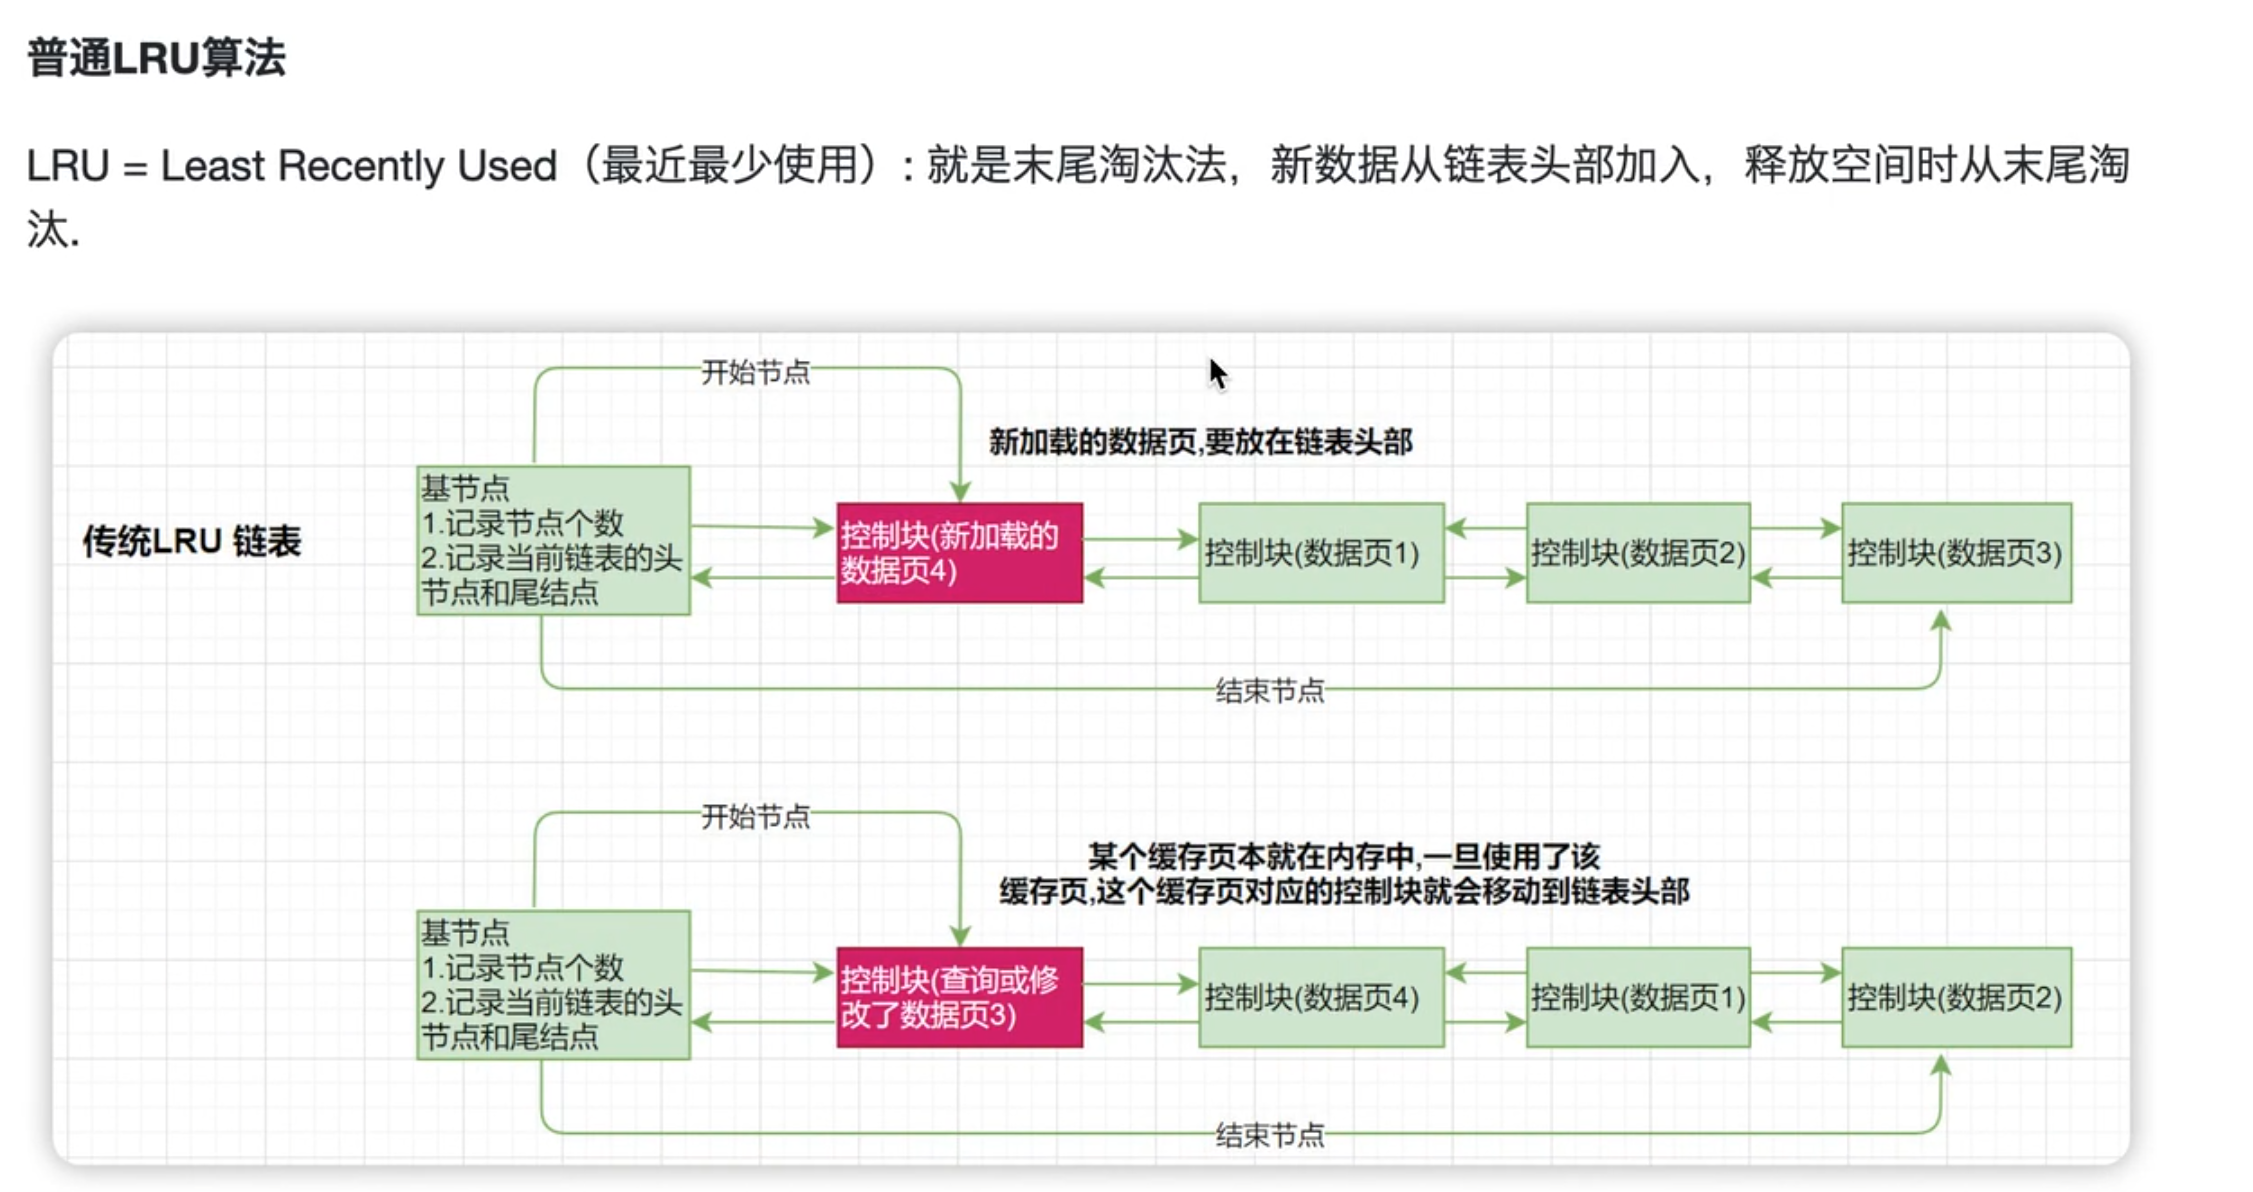 普通LRU算法
LRU = Least Recently Used（最近最少使用）: 就是末尾淘汰法，新数据从链表头部加入，释放空间时从末尾淘
汰.
开始节点
新加载的数据页,要放在链表头部
传统LRU 链表
基节点
1.记录节点个数
2.记录当前链表的头
节点和尾结点
控制块(新加载的
数据页4)
控制块(数据页1)
控制块(数据页2)
控制块(数据页3)
结束节点
开始节点
某个缓存页本就在内存中,一旦使用了该
缓存页,这个缓存页对应的控制块就会移动到链表头部
基节点
1.记录节点个数
2.记录当前链表的头
节点和尾结点
控制块(查询或修
改了数据页3)
控制块(数据页4)
控制块(数据页1)
控制块(数据页2)
结束节点